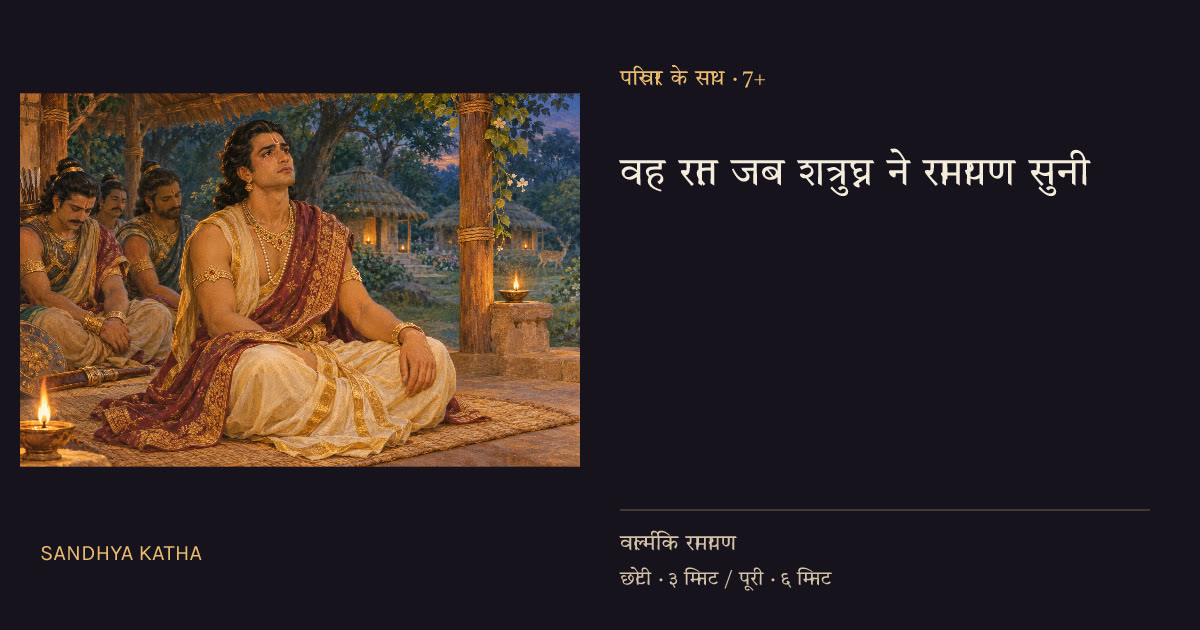 परिवार के साथ · 7+
वह रात जब शत्रुघ्न ने रामायण सुनी
वाल्मीकि रामायण
छोटी · ३ मिनट / पूरी · ६ मिनट
SANDHYA KATHA